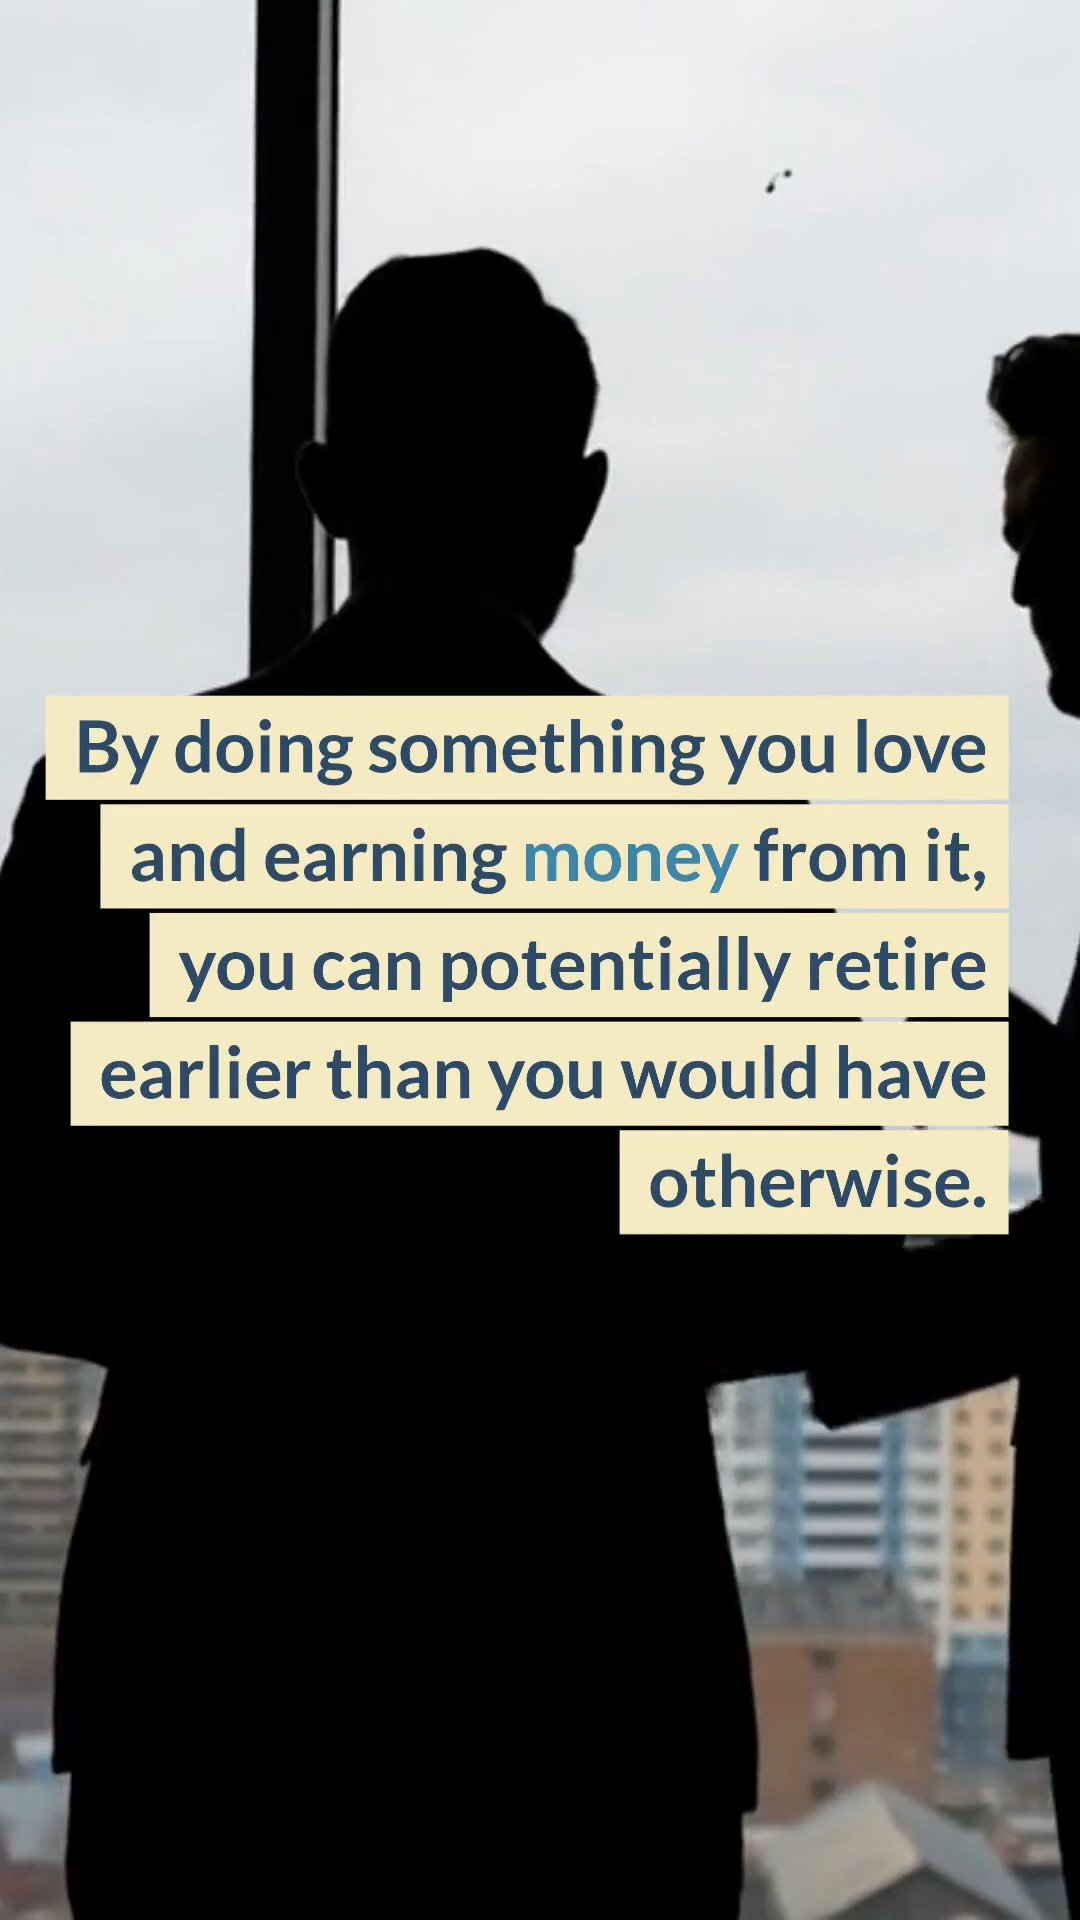 By doing something you love
and earning money from it,
you can potentially retire
earlier than you would have
otherwise.